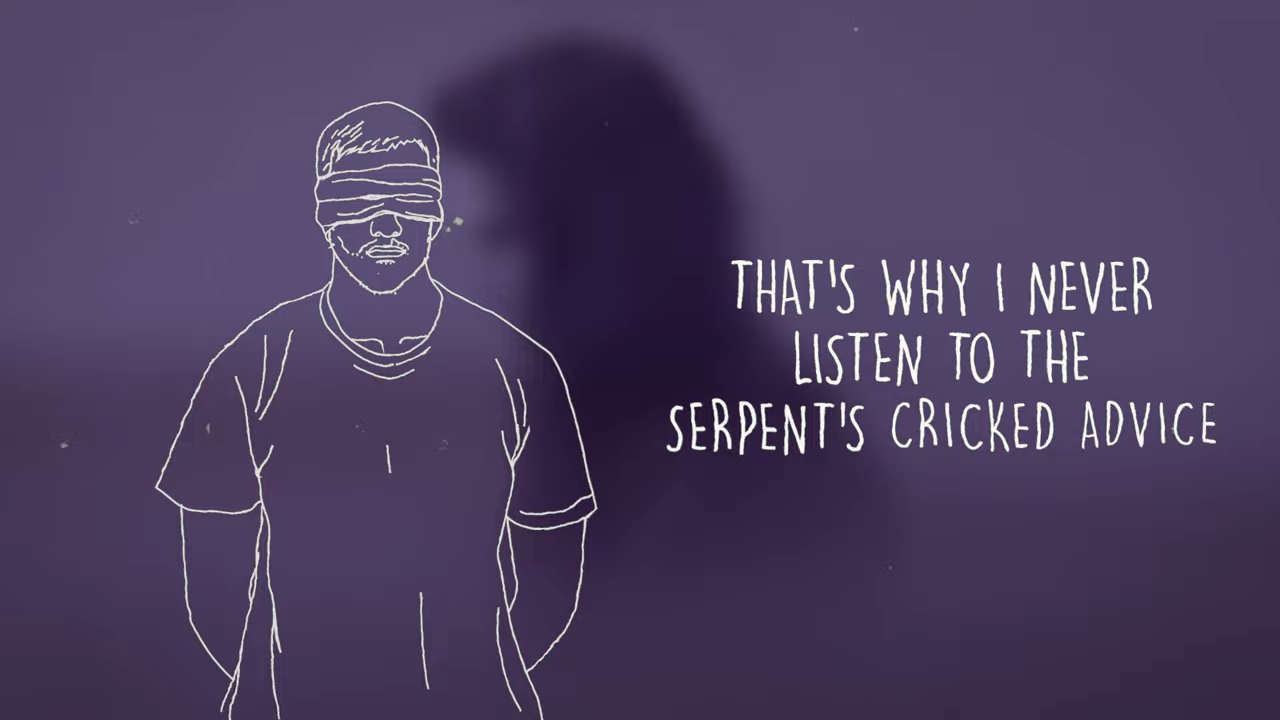 THAT'S WHY I NEVER
LISTEN TO THE
SERPENT'S CRICKED ADVICE